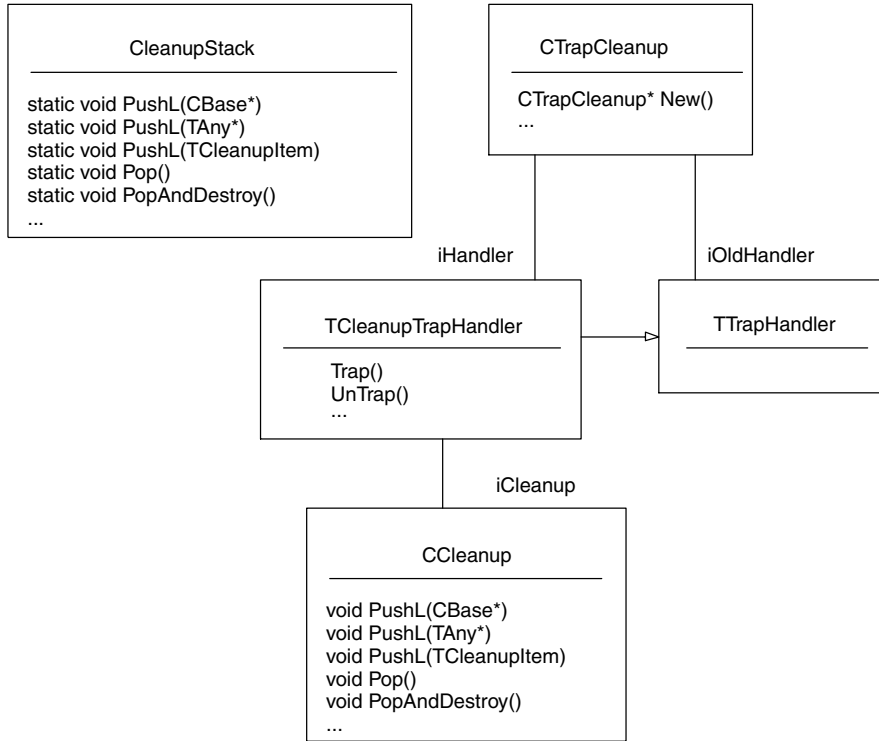 CleanupStack
static void PushL(CBase*)
static void PushL(TAny*)
static void PushL(TCleanupItem)
static void Pop()
static void PopAndDestroy()
...
CTrapCleanup
CTrapCleanup* New()
...
iHandler
iOldHandler
TCleanupTrapHandler
Trap()
UnTrap()
...
TTrapHandler
iCleanup
CCleanup
void PushL(CBase*)
void PushL(TAny*)
void PushL(TCleanupItem)
void Pop()
void PopAndDestroy()
...